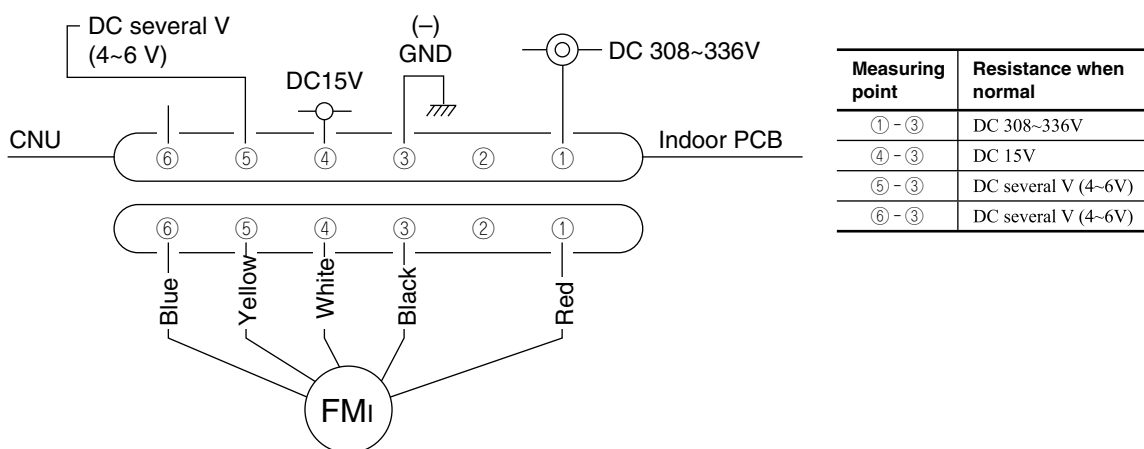 DC several V
(4~6 V)
DC15V
(–)
GND
DC 308~336V
CNU
⑥ ⑤ ④ ③ ② ①
Indoor PCB
⑥ ⑤ ④ ③ ② ①
Blue
Yellow
White
Black
Red
FMI
Measuring point
Resistance when normal
① - ③ DC 308~336V
④ - ③ DC 15V
⑤ - ③ DC several V (4~6V)
⑥ - ③ DC several V (4~6V)